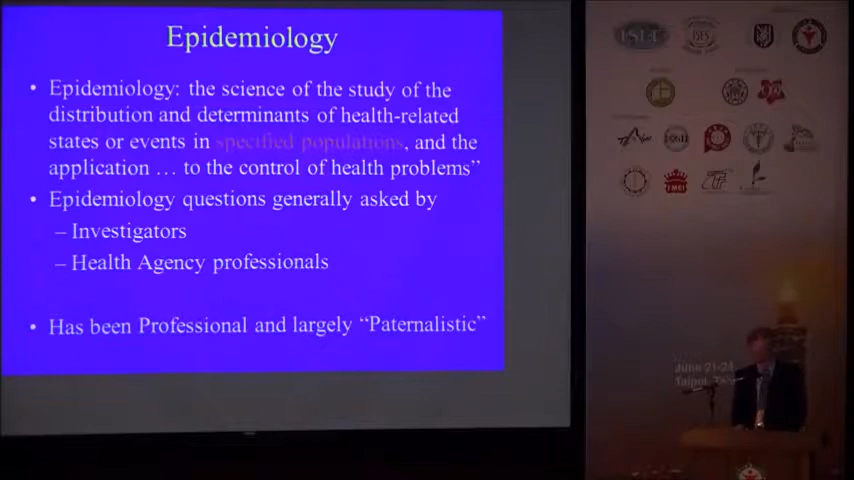 Epidemiology
• Epidemiology: the science of the study of the
distribution and determinants of health-related
states or events in specified populations, and the
application … to the control of health problems”
• Epidemiology questions generally asked by
– Investigators
– Health Agency professionals
• Has been Professional and largely “Paternalistic”
ISEE
ISES
June 21-24
Taipei,